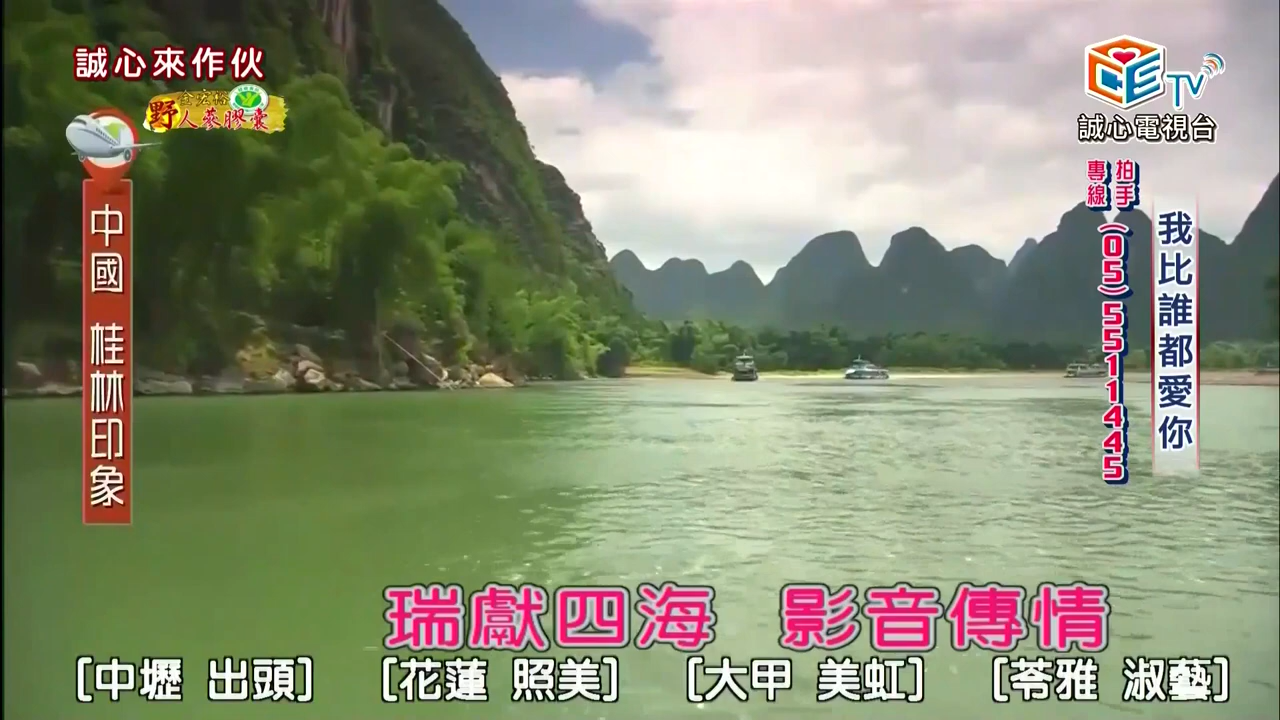 誠心來作伙
金宏裕
野人蔘膠囊
中國 桂林印象
CETV
誠心電視台
拍手專線
(05)5511445
我比誰都愛你
瑞獻四海 影音傳情
[中壢 出頭] [花蓮 照美] [大甲 美虹] [苓雅 淑藝]